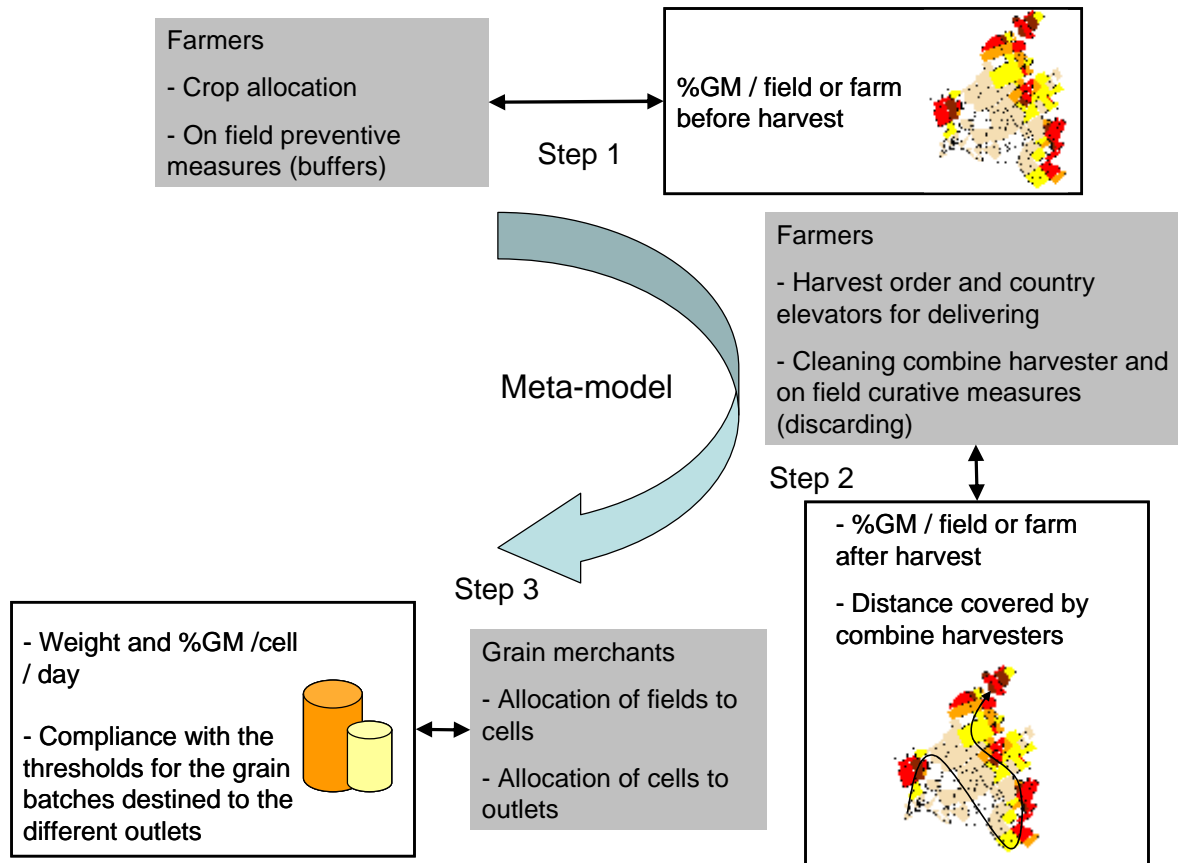 Farmers
- Crop allocation
- On field preventive
measures (buffers)
Step 1
%GM / field or farm
before harvest
Farmers
- Harvest order and country
elevators for delivering
- Cleaning combine harvester and
on field curative measures
(discarding)
Meta-model
Step 2
- %GM / field or farm
after harvest
- Distance covered by
combine harvesters
Step 3
- Weight and %GM /cell
/ day
- Compliance with the
thresholds for the grain
batches destined to the
different outlets
Grain merchants
- Allocation of fields to
cells
- Allocation of cells to
outlets